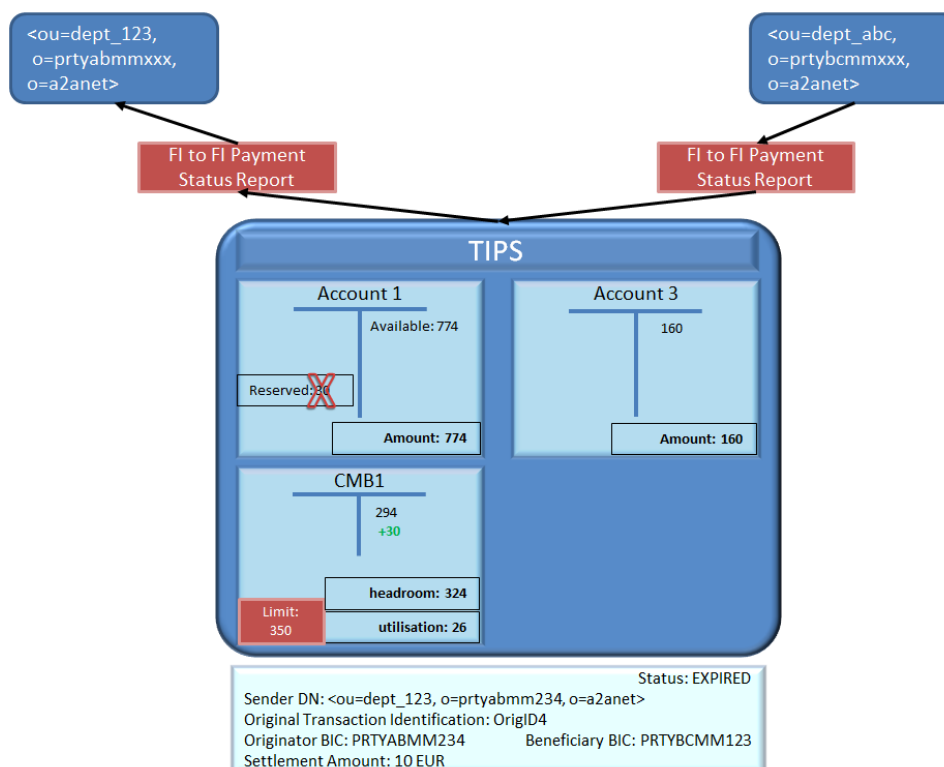 <ou=dept_123,
o=prtyabmmxxx,
o=a2anet>
<ou=dept_abc,
o=prtybcmmxxx,
o=a2anet>
FI to FI Payment
Status Report
FI to FI Payment
Status Report
TIPS
Account 1
Available: 774
Reserved: 30
X
Amount: 774
Account 3
160
Amount: 160
CMB1
294
+30
headroom: 324
Limit:
350
utilisation: 26
Status: EXPIRED
Sender DN: <ou=dept_123, o=prtyabmm234, o=a2anet>
Original Transaction Identification: OrigID4
Originator BIC: PRTYABMM234 Beneficiary BIC: PRTYBCMM123
Settlement Amount: 10 EUR